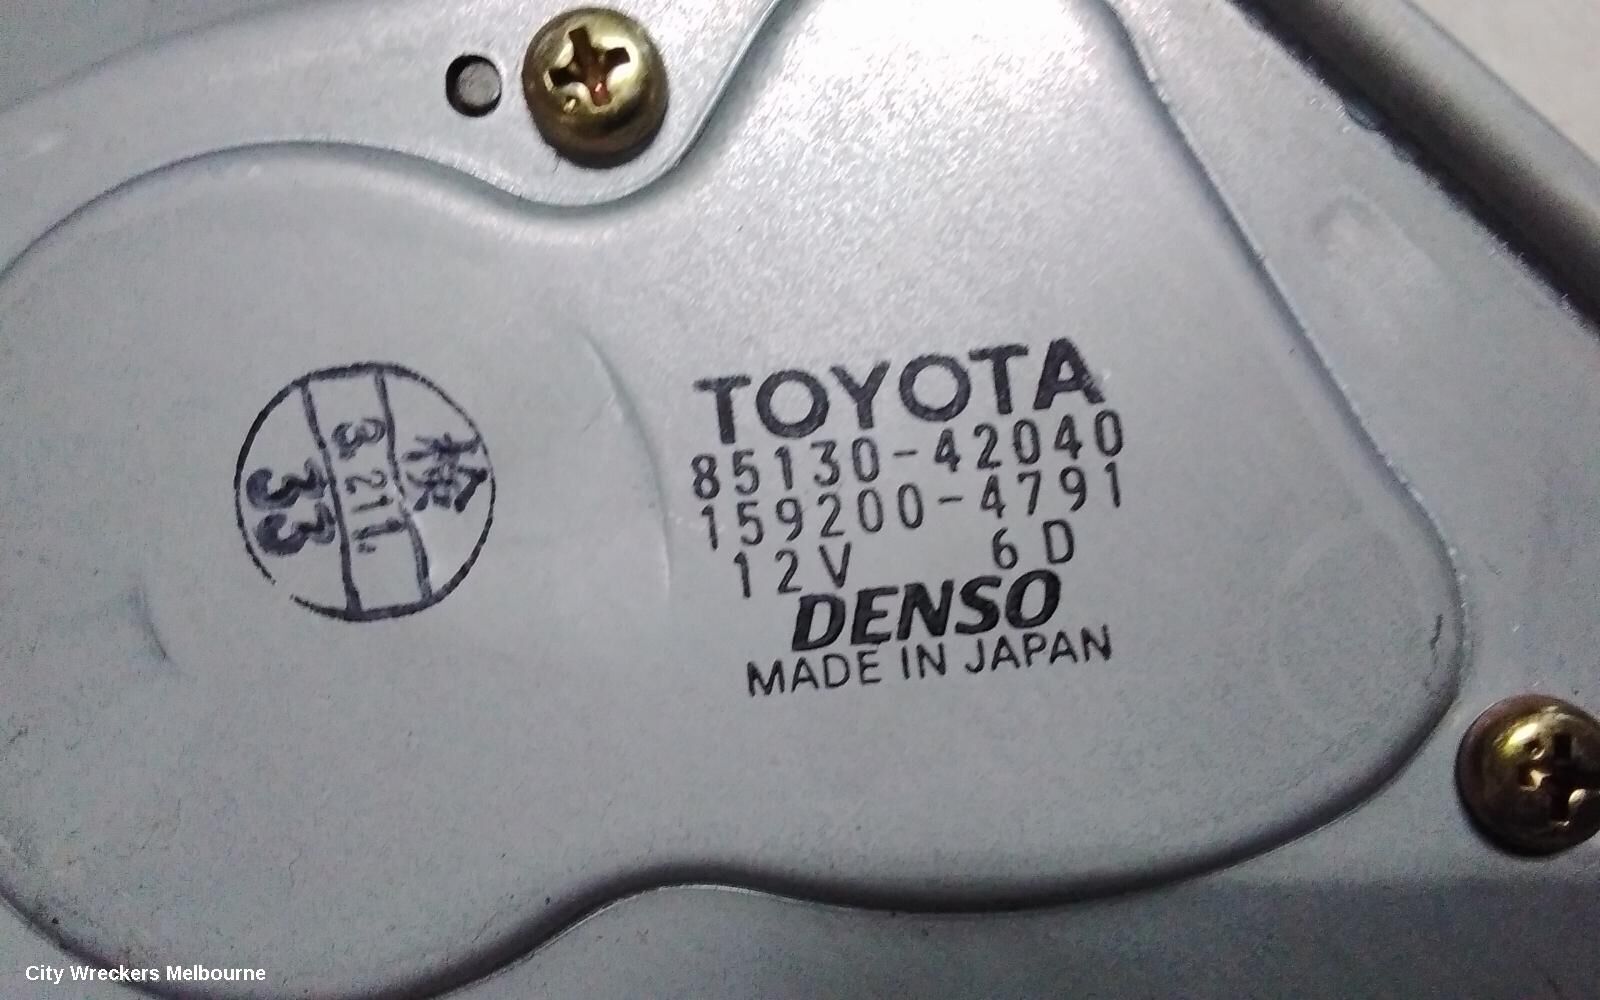 TOYOTA
85130-42040
159200-4791
12V 6D
DENSO
MADE IN JAPAN
検
3.21.
33
City Wreckers Melbourne